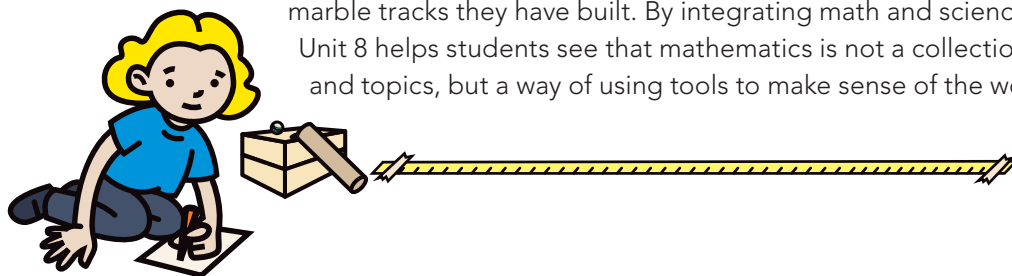 marble tracks they have built. By integrating math and scienc
Unit 8 helps students see that mathematics is not a collectio
and topics, but a way of using tools to make sense of the w